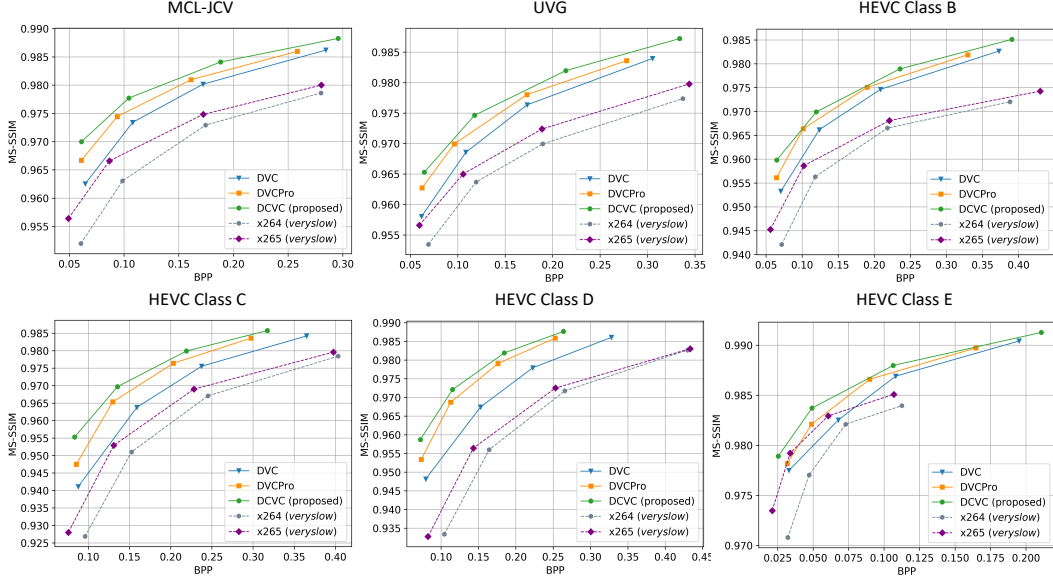 MCL-JCV
0.990
0.985
0.980
0.975
0.970
0.965
0.960
0.955
MS-SSIM
0.05 0.10 0.15 0.20 0.25 0.30
BPP
DVC
DVCPro
DCVC (proposed)
x264 (veryslow)
x265 (veryslow)
UVG
0.985
0.980
0.975
0.970
0.965
0.960
0.955
MS-SSIM
0.05 0.10 0.15 0.20 0.25 0.30 0.35
BPP
DVC
DVCPro
DCVC (proposed)
x264 (veryslow)
x265 (veryslow)
HEVC Class B
0.985
0.980
0.975
0.970
0.965
0.960
0.955
0.950
0.945
0.940
MS-SSIM
0.05 0.10 0.15 0.20 0.25 0.30 0.35 0.40
BPP
DVC
DVCPro
DCVC (proposed)
x264 (veryslow)
x265 (veryslow)
HEVC Class C
0.985
0.980
0.975
0.970
0.965
0.960
0.955
0.950
0.945
0.940
0.935
0.930
0.925
MS-SSIM
0.10 0.15 0.20 0.25 0.30 0.35 0.40
BPP
DVC
DVCPro
DCVC (proposed)
x264 (veryslow)
x265 (veryslow)
HEVC Class D
0.990
0.985
0.980
0.975
0.970
0.965
0.960
0.955
0.950
0.945
0.940
0.935
MS-SSIM
0.10 0.15 0.20 0.25 0.30 0.35 0.40 0.45
BPP
DVC
DVCPro
DCVC (proposed)
x264 (veryslow)
x265 (veryslow)
HEVC Class E
0.990
0.985
0.980
0.975
0.970
MS-SSIM
0.025 0.050 0.075 0.100 0.125 0.150 0.175 0.200
BPP
DVC
DVCPro
DCVC (proposed)
x264 (veryslow)
x265 (veryslow)